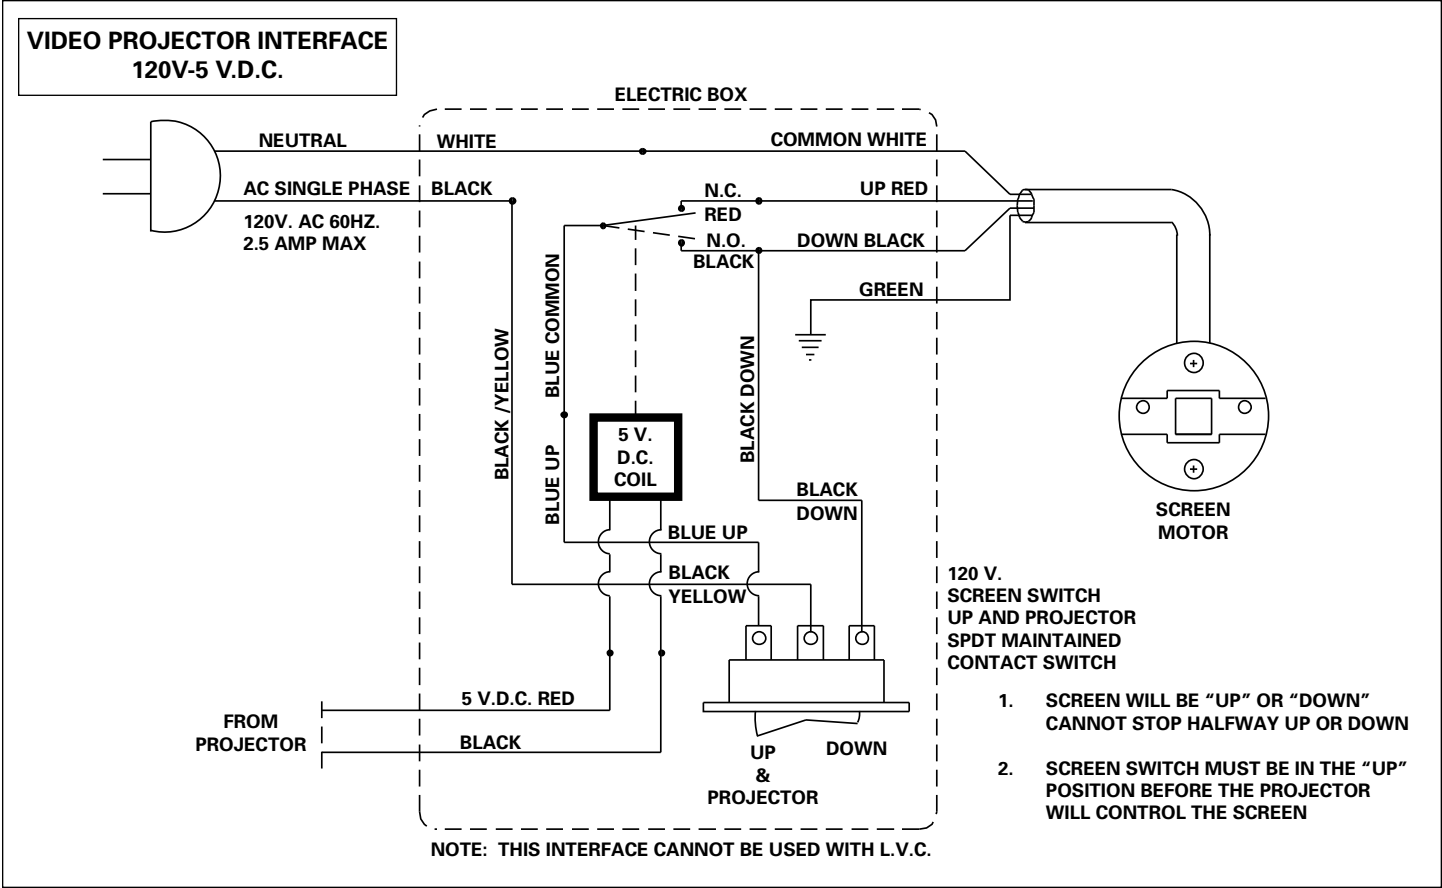 VIDEO PROJECTOR INTERFACE
120V-5 V.D.C.
ELECTRIC BOX
NEUTRAL
WHITE
COMMON WHITE
AC SINGLE PHASE
BLACK
120V. AC 60HZ.
2.5 AMP MAX
N.C.
RED
UP RED
N.O.
BLACK
DOWN BLACK
GREEN
BLACK /YELLOW
BLUE COMMON
BLUE UP
BLACK DOWN
5 V.
D.C.
COIL
BLACK
DOWN
BLUE UP
BLACK
YELLOW
SCREEN
MOTOR
120 V.
SCREEN SWITCH
UP AND PROJECTOR
SPDT MAINTAINED
CONTACT SWITCH
5 V.D.C. RED
BLACK
FROM
PROJECTOR
UP
&
PROJECTOR
DOWN
1. SCREEN WILL BE “UP” OR “DOWN”
CANNOT STOP HALFWAY UP OR DOWN
2. SCREEN SWITCH MUST BE IN THE “UP”
POSITION BEFORE THE PROJECTOR
WILL CONTROL THE SCREEN
NOTE: THIS INTERFACE CANNOT BE USED WITH L.V.C.